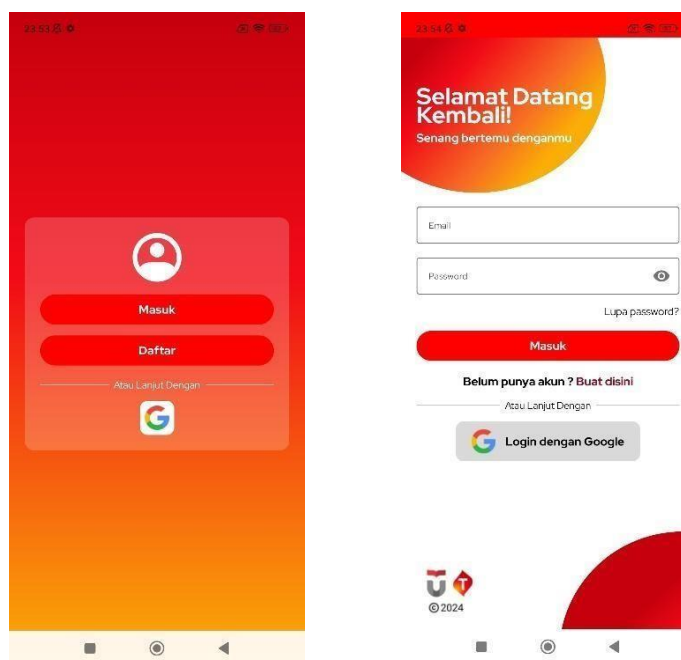 23.53
Masuk
Daftar
Atau Lanjut Dengan
23.54
Selamat Datang
Kembali!
Senang bertemu denganmu
Email
Password
Lupa password?
Masuk
Belum punya akun ? Buat disini
Atau Lanjut Dengan
Login dengan Google
© 2024